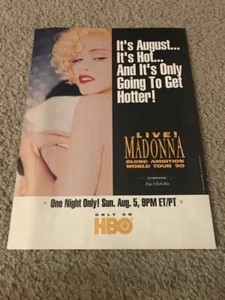 It's August...
It's Hot...
And It's Only
Going To Get
Hotter!
LIVE!
MADONNA
BLOND AMBITION
WORLD TOUR 90
One Night Only! Sun. Aug. 5, 9PM ET/PT
ONLY ON
HBO